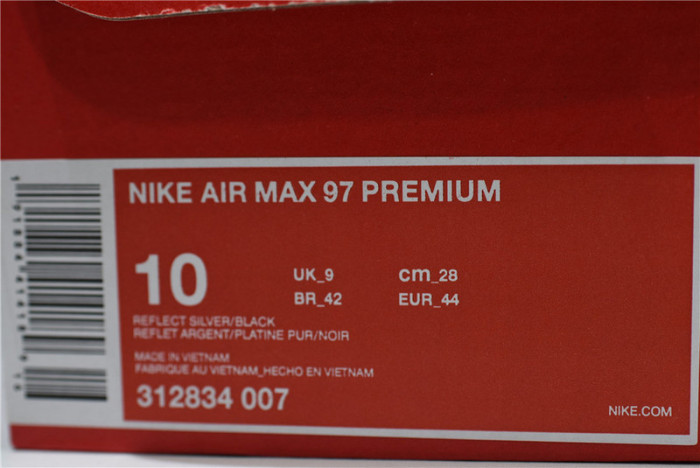 NIKE AIR MAX 97 PREMIUM
10
UK_9 cm_28
BR_42 EUR_44
REFLECT SILVER/BLACK
REFLET ARGENT/PLATINE PUR/NOIR
MADE IN VIETNAM
FABRIQUE AU VIETNAM_HECHO EN VIETNAM
312834 007
NIKE.COM